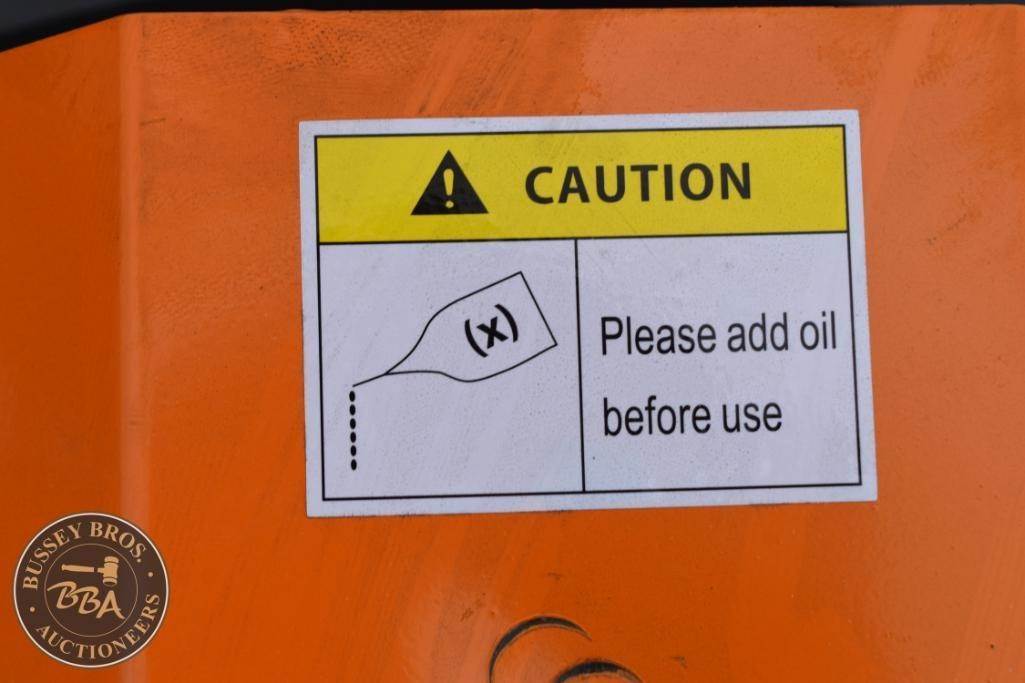 CAUTION
(x)
Please add oil
before use
BUSSEY BROS.
BBA
AUCTIONEERS